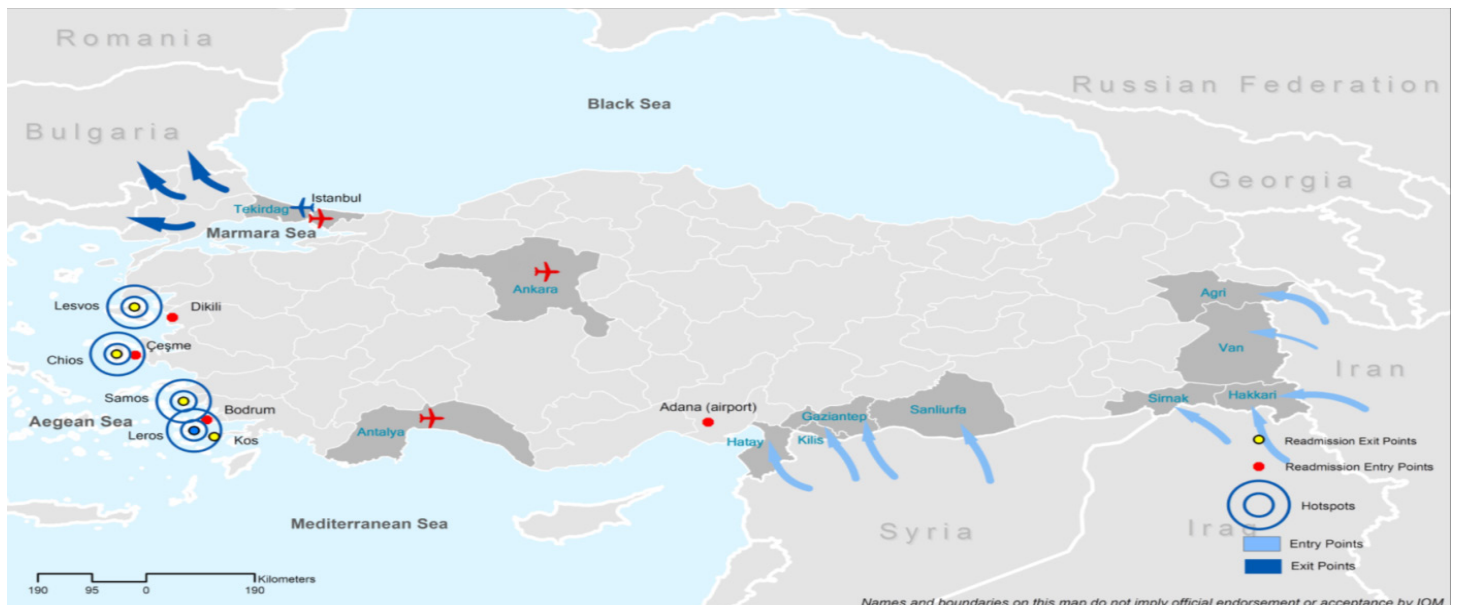 Romania
Russian Federation
Black Sea
Bulgaria
Georgia
Istanbul
Tekirdag
Marmara Sea
Ankara
Agri
Lesvos
Dikili
Van
Çeşme
Chios
Iran
Samos
Sirnak
Hakkari
Bodrum
Adana (airport)
Gaziantep
Sanliurfa
Aegean Sea
Leros
Kos
Antalya
Hatay
Kilis
Readmission Exit Points
Readmission Entry Points
Hotspots
Mediterranean Sea
Syria
Iraq
Entry Points
Exit Points
Kilometers
190 95 0 190
Names and boundaries on this map do not imply official endorsement or acceptance by IOM